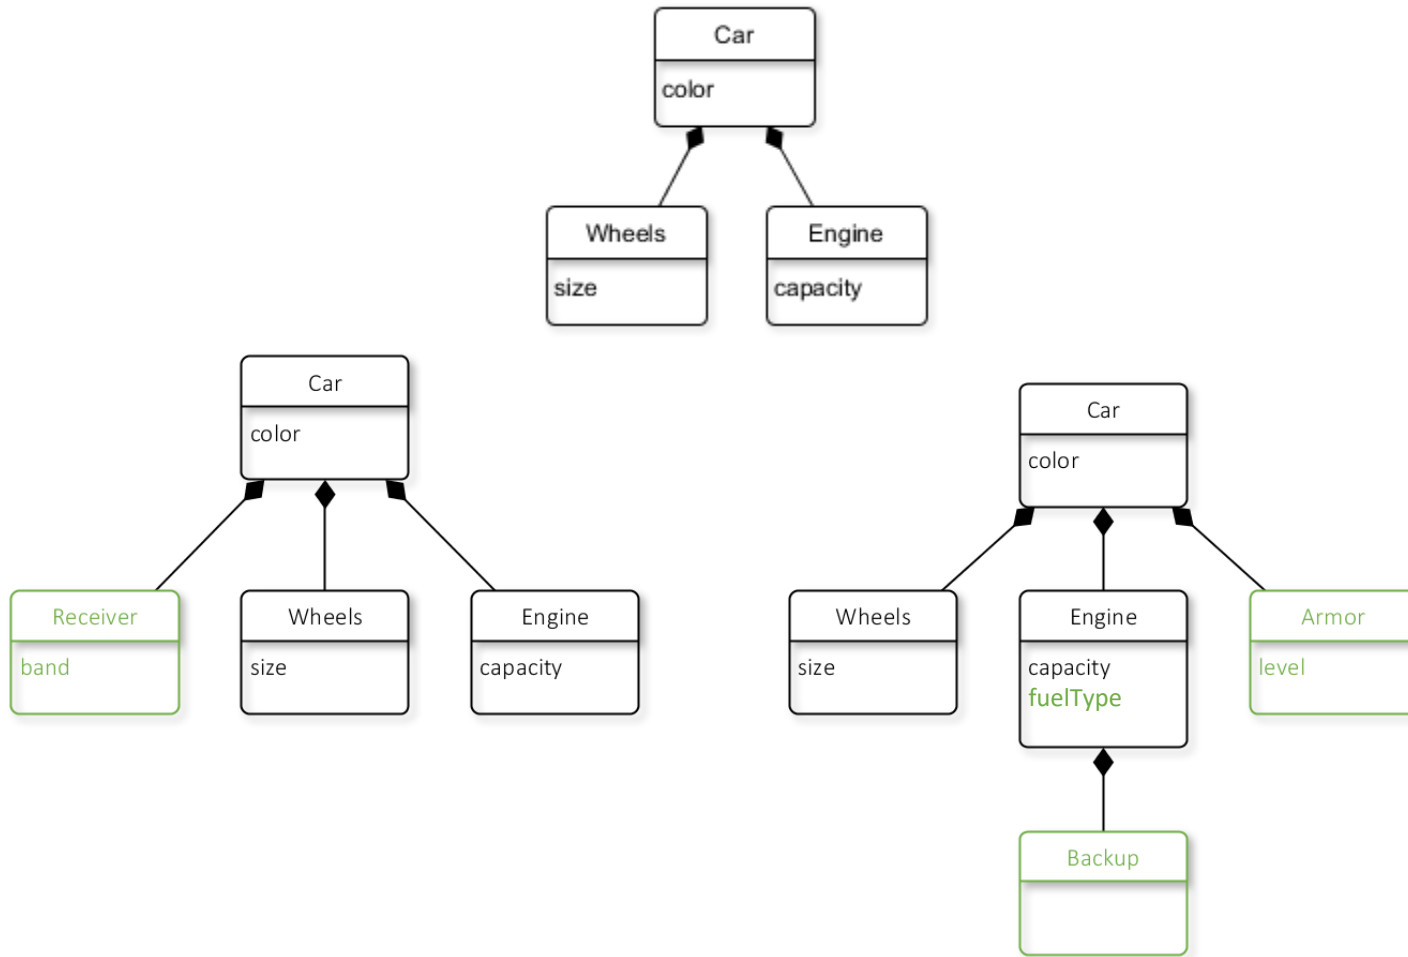 Car
color
Wheels
size
Engine
capacity
Car
color
Receiver
band
Wheels
size
Engine
capacity
Car
color
Wheels
size
Engine
capacity
fuelType
Armor
level
Backup